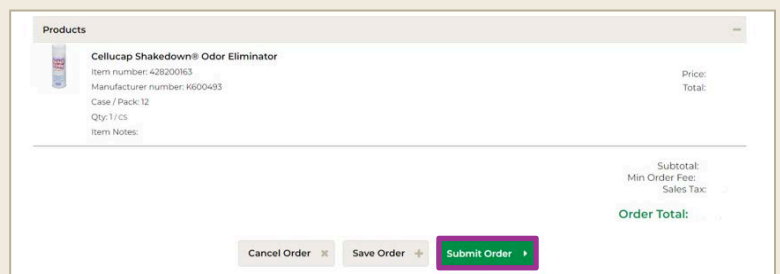 Products
Cellucap Shakedown® Odor Eliminator
Item number: 428200163
Manufacturer number: K600493
Case / Pack: 12
Qty: 1 / CS
Item Notes:
Price:
Total:
Subtotal:
Min Order Fee:
Sales Tax:
Order Total:
Cancel Order
Save Order
Submit Order